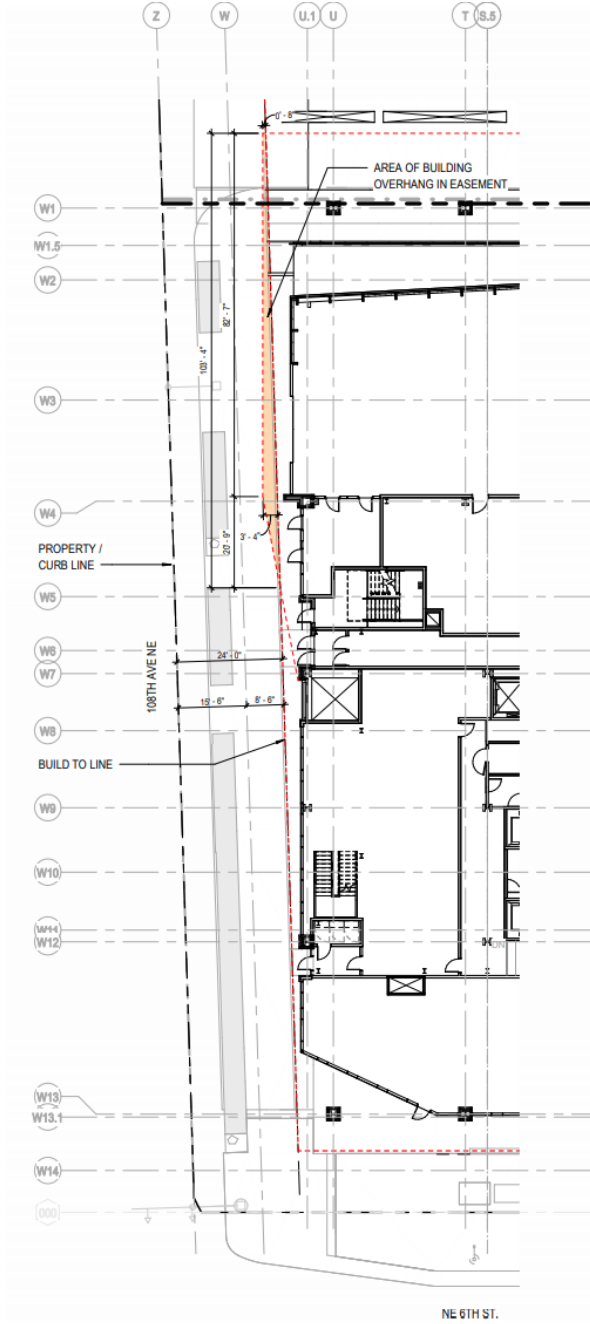 Z
W
U.1
U
T
S.5
0' - 8"
AREA OF BUILDING
OVERHANG IN EASEMENT
W1
W1.5
W2
82' - 7"
103' - 4"
W3
W4
3' - 4"
20' - 9"
PROPERTY /
CURB LINE
W5
W6
24' - 0"
W7
108TH AVE NE
15' - 6"
8' - 6"
W8
BUILD TO LINE
W9
W10
W11
W12
DN
W13
W13.1
W14
000
NE 6TH ST.